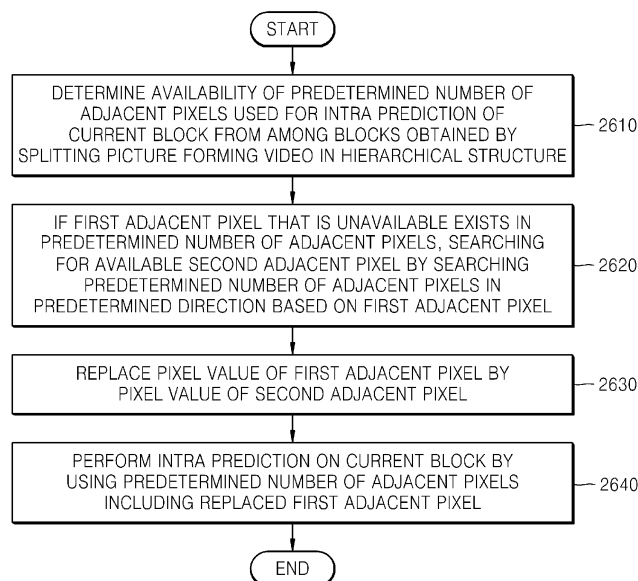 START
DETERMINE AVAILABILITY OF PREDETERMINED NUMBER OF
ADJACENT PIXELS USED FOR INTRA PREDICTION OF
CURRENT BLOCK FROM AMONG BLOCKS OBTAINED BY
SPLITTING PICTURE FORMING VIDEO IN HIERARCHICAL STRUCTURE
2610
IF FIRST ADJACENT PIXEL THAT IS UNAVAILABLE EXISTS IN
PREDETERMINED NUMBER OF ADJACENT PIXELS, SEARCHING
FOR AVAILABLE SECOND ADJACENT PIXEL BY SEARCHING
PREDETERMINED NUMBER OF ADJACENT PIXELS IN
PREDETERMINED DIRECTION BASED ON FIRST ADJACENT PIXEL
2620
REPLACE PIXEL VALUE OF FIRST ADJACENT PIXEL BY
PIXEL VALUE OF SECOND ADJACENT PIXEL
2630
PERFORM INTRA PREDICTION ON CURRENT BLOCK BY
USING PREDETERMINED NUMBER OF ADJACENT PIXELS
INCLUDING REPLACED FIRST ADJACENT PIXEL
2640
END